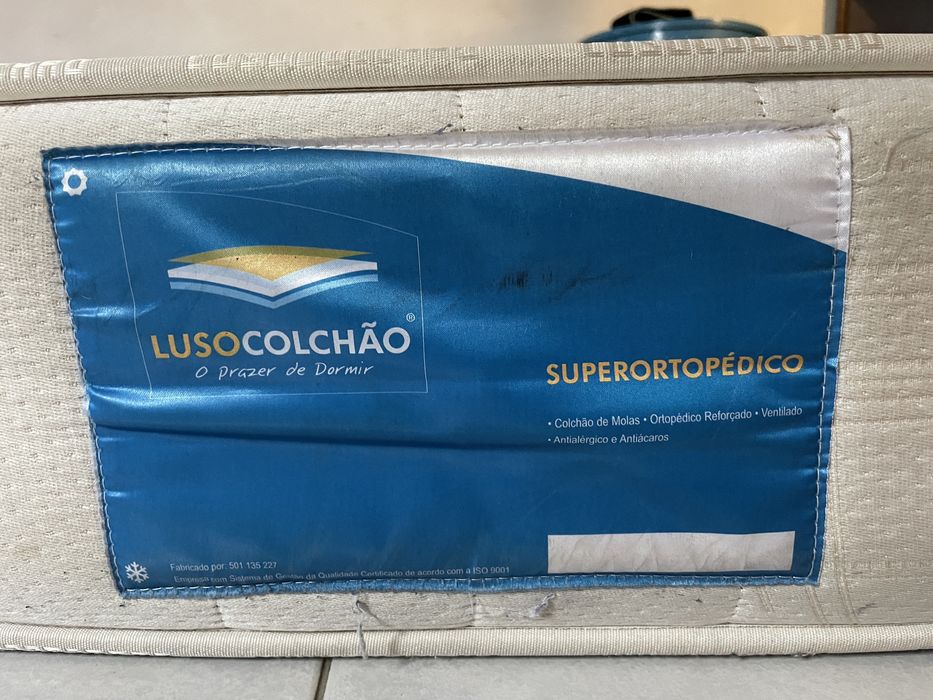 LUSOCOLCHÃO®
O Prazer de Dormir
SUPERORTOPÉDICO
• Colchão de Molas • Ortopédico Reforçado • Ventilado
• Antialérgico e Antiácaros
Fabricado por: 501 135 227
Empresa com Sistema de Gestão da Qualidade Certificado de acordo com a ISO 9001